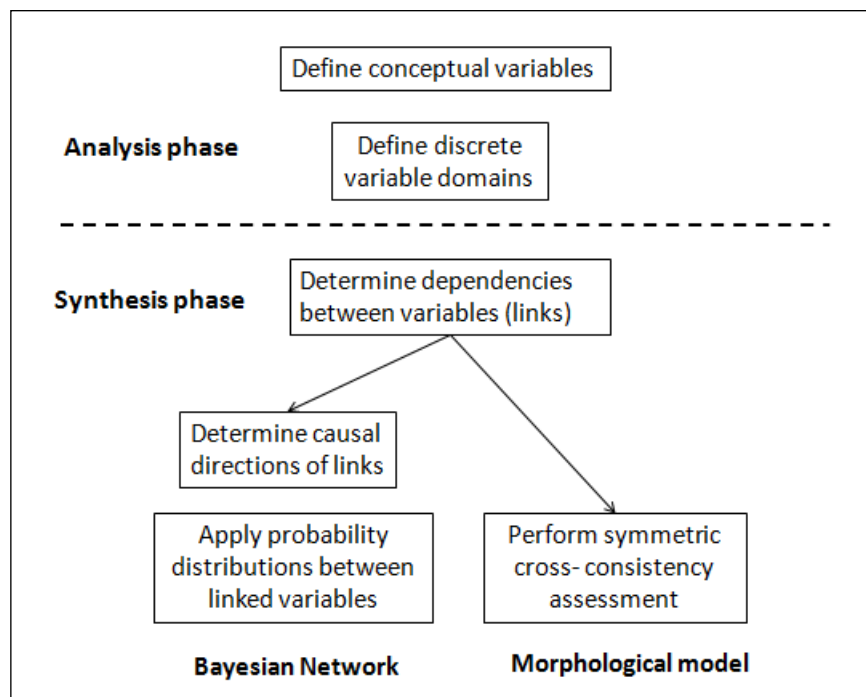 Define conceptual variables
Analysis phase
Define discrete
variable domains
Synthesis phase
Determine dependencies
between variables (links)
Determine causal
directions of links
Apply probability
distributions between
linked variables
Perform symmetric
cross- consistency
assessment
Bayesian Network
Morphological model